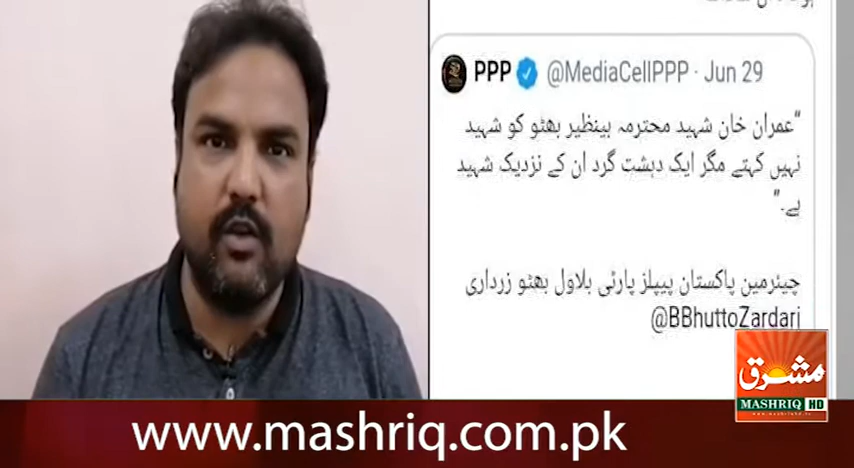 PPP @MediaCellPPP · Jun 29
"عمران خان شہید محترمہ بینظیر بھٹو کو شہید
نہیں کہتے مگر ایک دہشت گرد ان کے نزدیک شہید
ہے۔"
چیئرمین پاکستان پیپلز پارٹی بلاول بھٹو زرداری
@BBhuttoZardari
مشرق
MASHRIQ HD
www.mashriq.com.pk